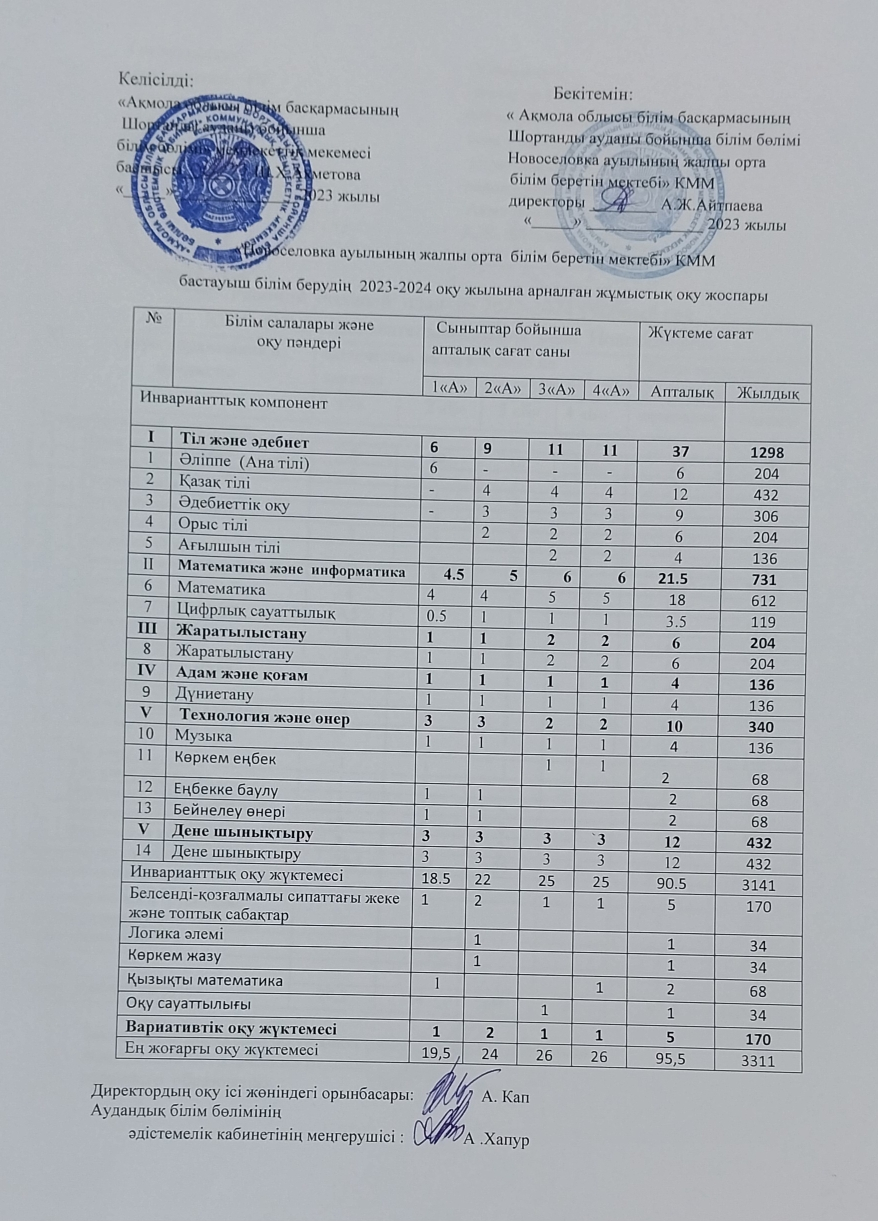 Келісілді:
«Ақмола облысы білім басқармасының
Шортанды ауданы бойынша
білім бөлімі» мемлекеттік мекемесі
басшысы Ахметова
« » 2023 жылы
Бекітемін:
« Ақмола облысы білім басқармасының
Шортанды ауданы бойынша білім бөлімі
Новоселовка ауылының жалпы орта
білім беретін мектебі» КММ
директоры ________ А.Ж.Айтпаева
«_____» ______________ 2023 жылы
«Новоселовка ауылының жалпы орта білім беретін мектебі» КММ
бастауыш білім берудің 2023-2024 оқу жылына арналған жұмыстық оқу жоспары
№ Білім салалары және оқу пәндері Сыныптар бойынша апталық сағат саны Жүктеме сағат
1«А» 2«А» 3«А» 4«А» Апталық Жылдық
Инварианттық компонент
I Тіл және әдебиет 6 9 11 11 37 1298
1 Әліппе (Ана тілі) 6 - - - 6 204
2 Қазақ тілі - 4 4 4 12 432
3 Әдебиеттік оқу - 3 3 3 9 306
4 Орыс тілі 2 2 2 6 204
5 Ағылшын тілі 2 2 4 136
II Математика және информатика 4.5 5 6 6 21.5 731
6 Математика 4 4 5 5 18 612
7 Цифрлық сауаттылық 0.5 1 1 1 3.5 119
III Жаратылыстану 1 1 2 2 6 204
8 Жаратылыстану 1 1 2 2 6 204
IV Адам және қоғам 1 1 1 1 4 136
9 Дүниетану 1 1 1 1 4 136
V Технология және өнер 3 3 2 2 10 340
10 Музыка 1 1 1 1 4 136
11 Көркем еңбек 1 1 2 68
12 Еңбекке баулу 1 1 2 68
13 Бейнелеу өнері 1 1 2 68
V Дене шынықтыру 3 3 3 `3 12 432
14 Дене шынықтыру 3 3 3 3 12 432
Инварианттық оқу жүктемесі 18.5 22 25 25 90.5 3141
Белсенді-қозғалмалы сипаттағы жеке 1 2 1 1 5 170
және топтық сабақтар
Логика әлемі 1 1 34
Көркем жазу 1 1 34
Қызықты математика 1 1 2 68
Оқу сауаттылығы 1 1 34
Вариативтік оқу жүктемесі 1 2 1 1 5 170
Ең жоғарғы оқу жүктемесі 19,5 24 26 26 95,5 3311
Директордың оқу ісі жөніндегі орынбасары: А. Кап
Аудандық білім бөлімінің
әдістемелік кабинетінің меңгерушісі : А .Хапур